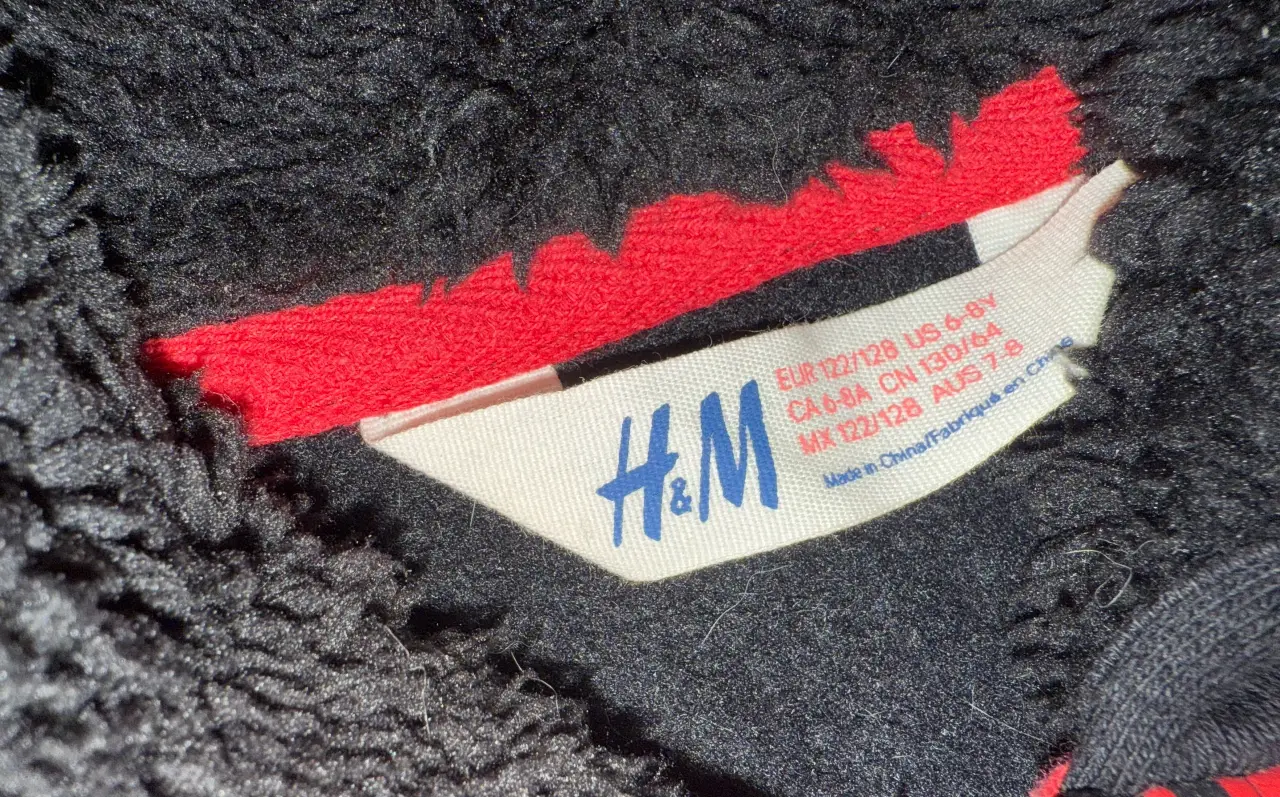 H&M
EUR 122/128 US 6-8Y
CA 6-8A CN 130/64
MX 122/128 AUS 7-8
Made in China/Fabriqué en Chine